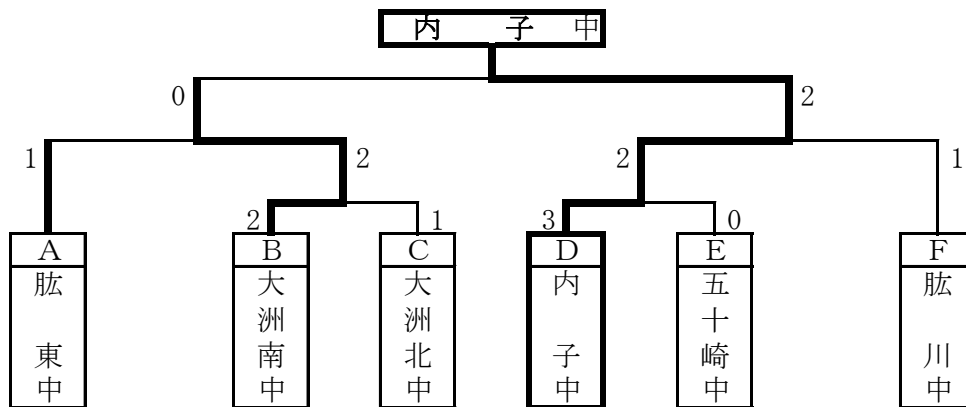 内 子 中
0 2
1 2 2 1
2 1 3 0
A B C D E F
肱東中
大洲南中
大洲北中
内子中
五十崎中
肱川中